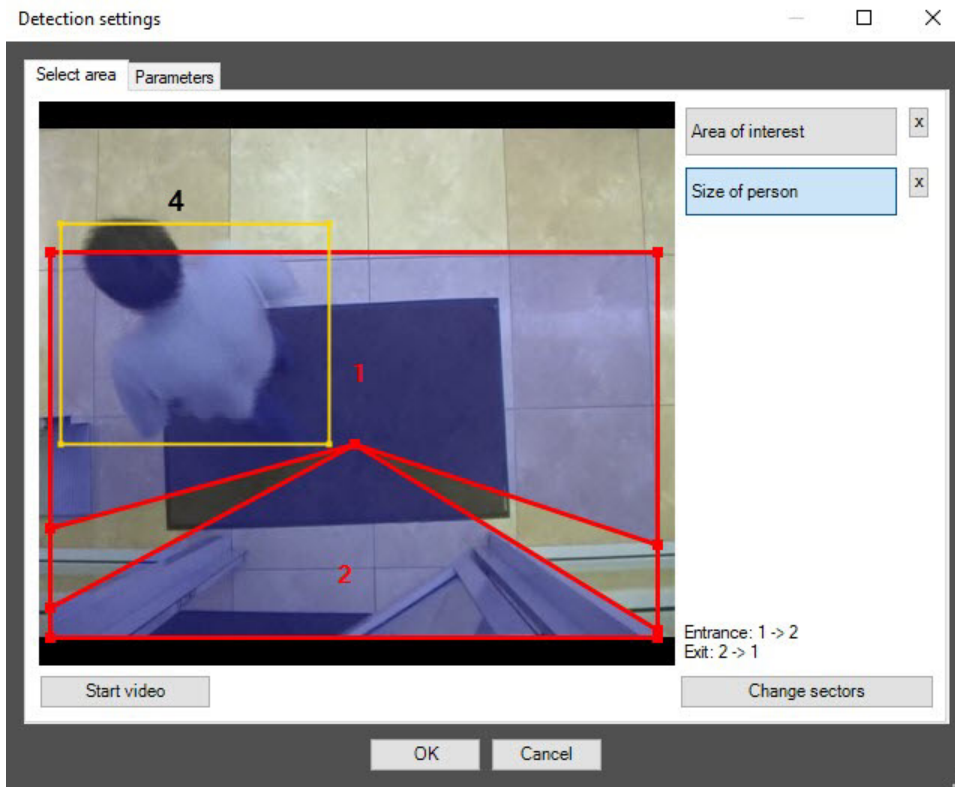 Detection settings
Select area
Parameters
Area of interest
x
Size of person
x
4
1
2
Entrance: 1 -> 2
Exit: 2 -> 1
Start video
Change sectors
OK
Cancel